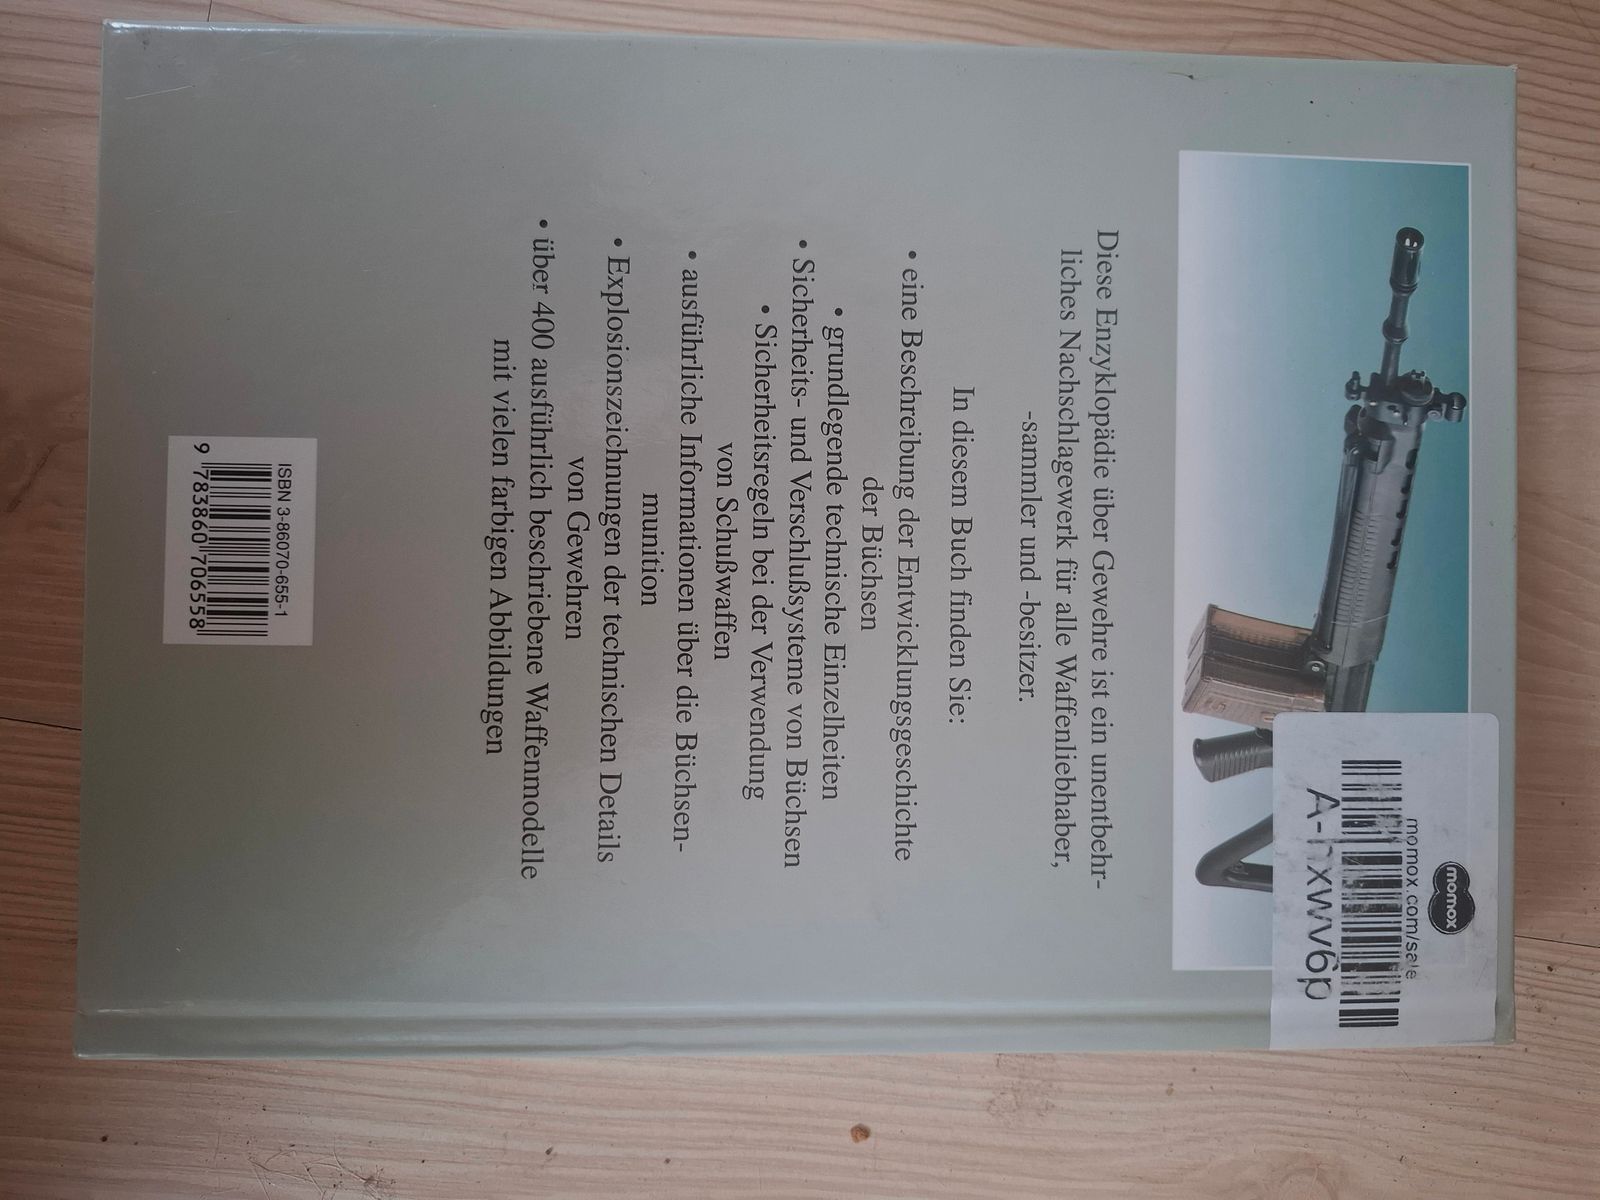 momox
momox.com/sale
Diese Enzyklopädie über Gewehre ist ein unentbehr-
liches Nachschlagewerk für alle Waffenliebhaber,
-sammler und -besitzer.
In diesem Buch finden Sie:
• eine Beschreibung der Entwicklungsgeschichte
der Büchsen
• grundlegende technische Einzelheiten
• Sicherheits- und Verschlußsysteme von Büchsen
• Sicherheitsregeln bei der Verwendung
von Schußwaffen
• ausführliche Informationen über die Büchsen-
munition
• Explosionszeichnungen der technischen Details
von Gewehren
• über 400 ausführlich beschriebene Waffenmodelle
mit vielen farbigen Abbildungen
ISBN 3-86070-655-1
9 783860 706558